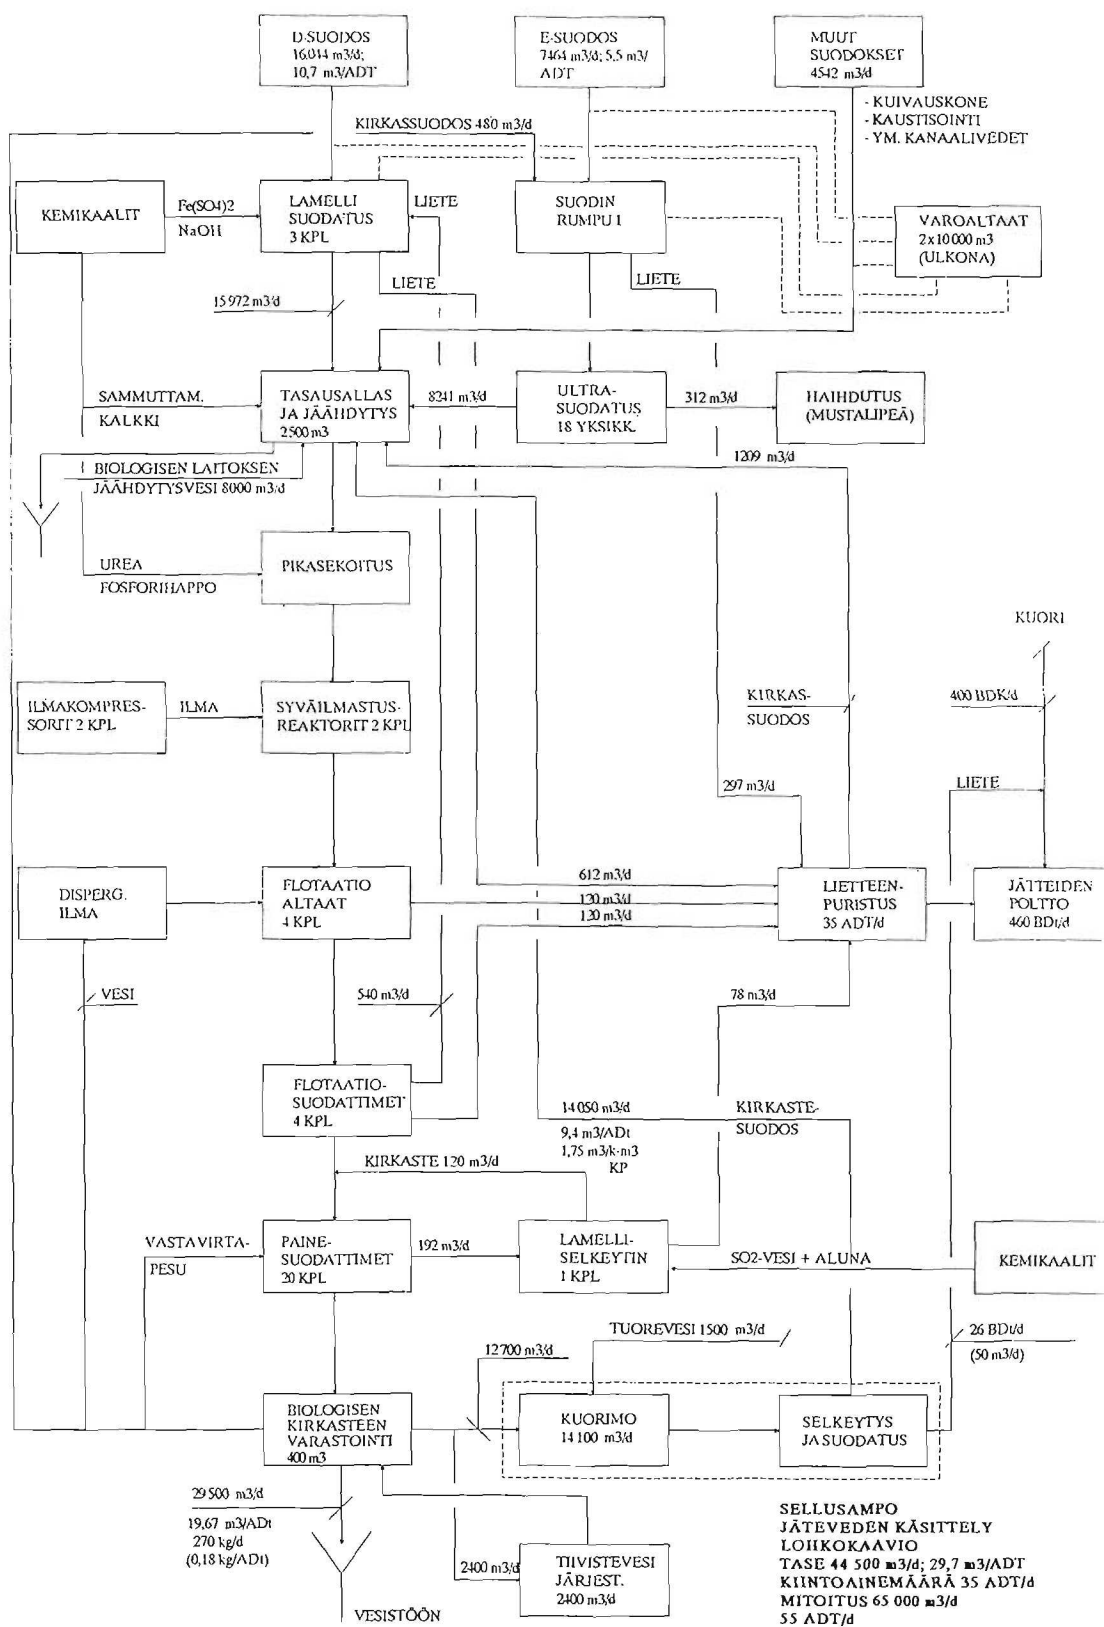 D-SUODOS
16.044 m3/d;
10,7 m3/ADT
E-SUODOS
7464 m3/d; 5,5 m3/
ADT
MUUT
SUODOKSET
4542 m3/d
- KUIVAUSKONE
- KAUSTISOINTI
- YM. KANAALIVEDET
KIRKASSUODOS 480 m3/d
KEMIKAALIT
Fe(SO4)2
NaOH
LAMELLI
SUODATUS
3 KPL
LIETE
SUODIN
RUMPU 1
VAROALTAAT
2 x 10 000 m3
(ULKONA)
LIETE
LIETE
15 972 m3/d
SAMMUTTAM.
KALKKI
TASAUSALLAS
JA JÄÄHDYTYS
2500 m3
8241 m3/d
ULTRA-
SUODATUS
18 YKSIKK.
312 m3/d
HAIHDUTUS
(MUSTALIPEÄ)
1209 m3/d
BIOLOGISEN LAITOKSEN
JÄÄHDYTYSVESI 8000 m3/d
UREA
FOSFORIHAPPO
PIKASEKOITUS
KUORI
ILMAKOMPRES-
SORIT 2 KPL
ILMA
SYVÄILMASTUS-
REAKTORIT 2 KPL
KIRKAS-
SUODOS
400 BDK/d
297 m3/d
LIETE
DISPERG.
ILMA
FLOTAATIO
ALTAAT
4 KPL
612 m3/d
120 m3/d
120 m3/d
LIETTEEN-
PURISTUS
35 ADT/d
JÄTTEIDEN
POLTTO
460 BDt/d
VESI
540 m3/d
78 m3/d
FLOTAATIO-
SUODATTIMET
4 KPL
14 050 m3/d
9,4 m3/ADt
1,75 m3/k-m3
KP
KIRKASTE-
SUODOS
KIRKASTE 120 m3/d
VASTAVIRTA-
PESU
PAINE-
SUODATTIMET
20 KPL
192 m3/d
LAMELLI-
SELKEYTIN
1 KPL
SO2-VESI + ALUNA
KEMIKAALIT
TUOREVESI 1500 m3/d
26 BDt/d
(50 m3/d)
12700 m3/d
BIOLOGISEN
KIRKASTEEN
VARASTOINTI
400 m3
KUORIMO
14 100 m3/d
SELKEYTYS
JA SUODATUS
29 500 m3/d
19,67 m3/ADt
270 kg/d
(0,18 kg/ADt)
2400 m3/d
TIIVISTEVESI
JÄRJEST.
2400 m3/d
VESISTÖÖN
SELLUSAMPO
JÄTEVEDEN KÄSITTELY
LOHKOKAAVIO
TASE 44 500 m3/d; 29,7 m3/ADT
KIINTOAINEMÄÄRÄ 35 ADT/d
MITOITUS 65 000 m3/d
55 ADT/d